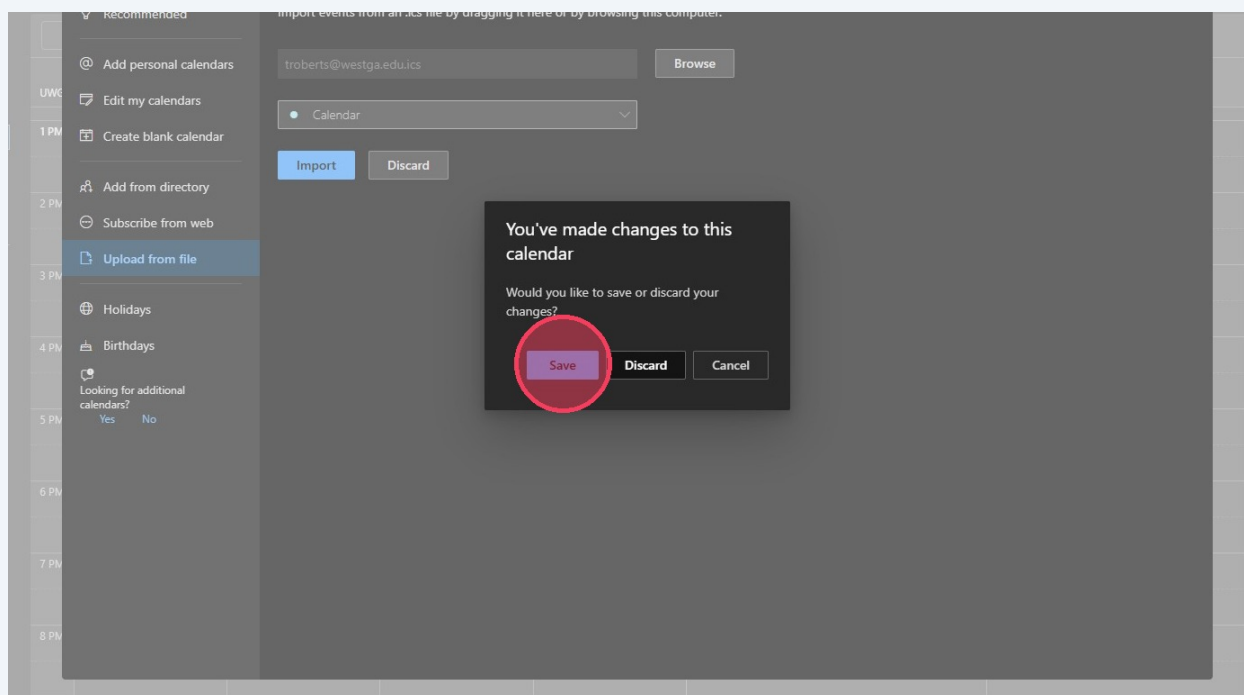 Recommended
Import events from an .ics file by dragging it here or by browsing this computer.
Add personal calendars
troberts@westga.edu.ics
Browse
Edit my calendars
Calendar
Create blank calendar
Import
Discard
Add from directory
Subscribe from web
Upload from file
Holidays
Birthdays
Looking for additional
calendars?
Yes No
You've made changes to this
calendar
Would you like to save or discard your
changes?
Save
Discard
Cancel
UWG
1 PM
2 PM
3 PM
4 PM
5 PM
6 PM
7 PM
8 PM